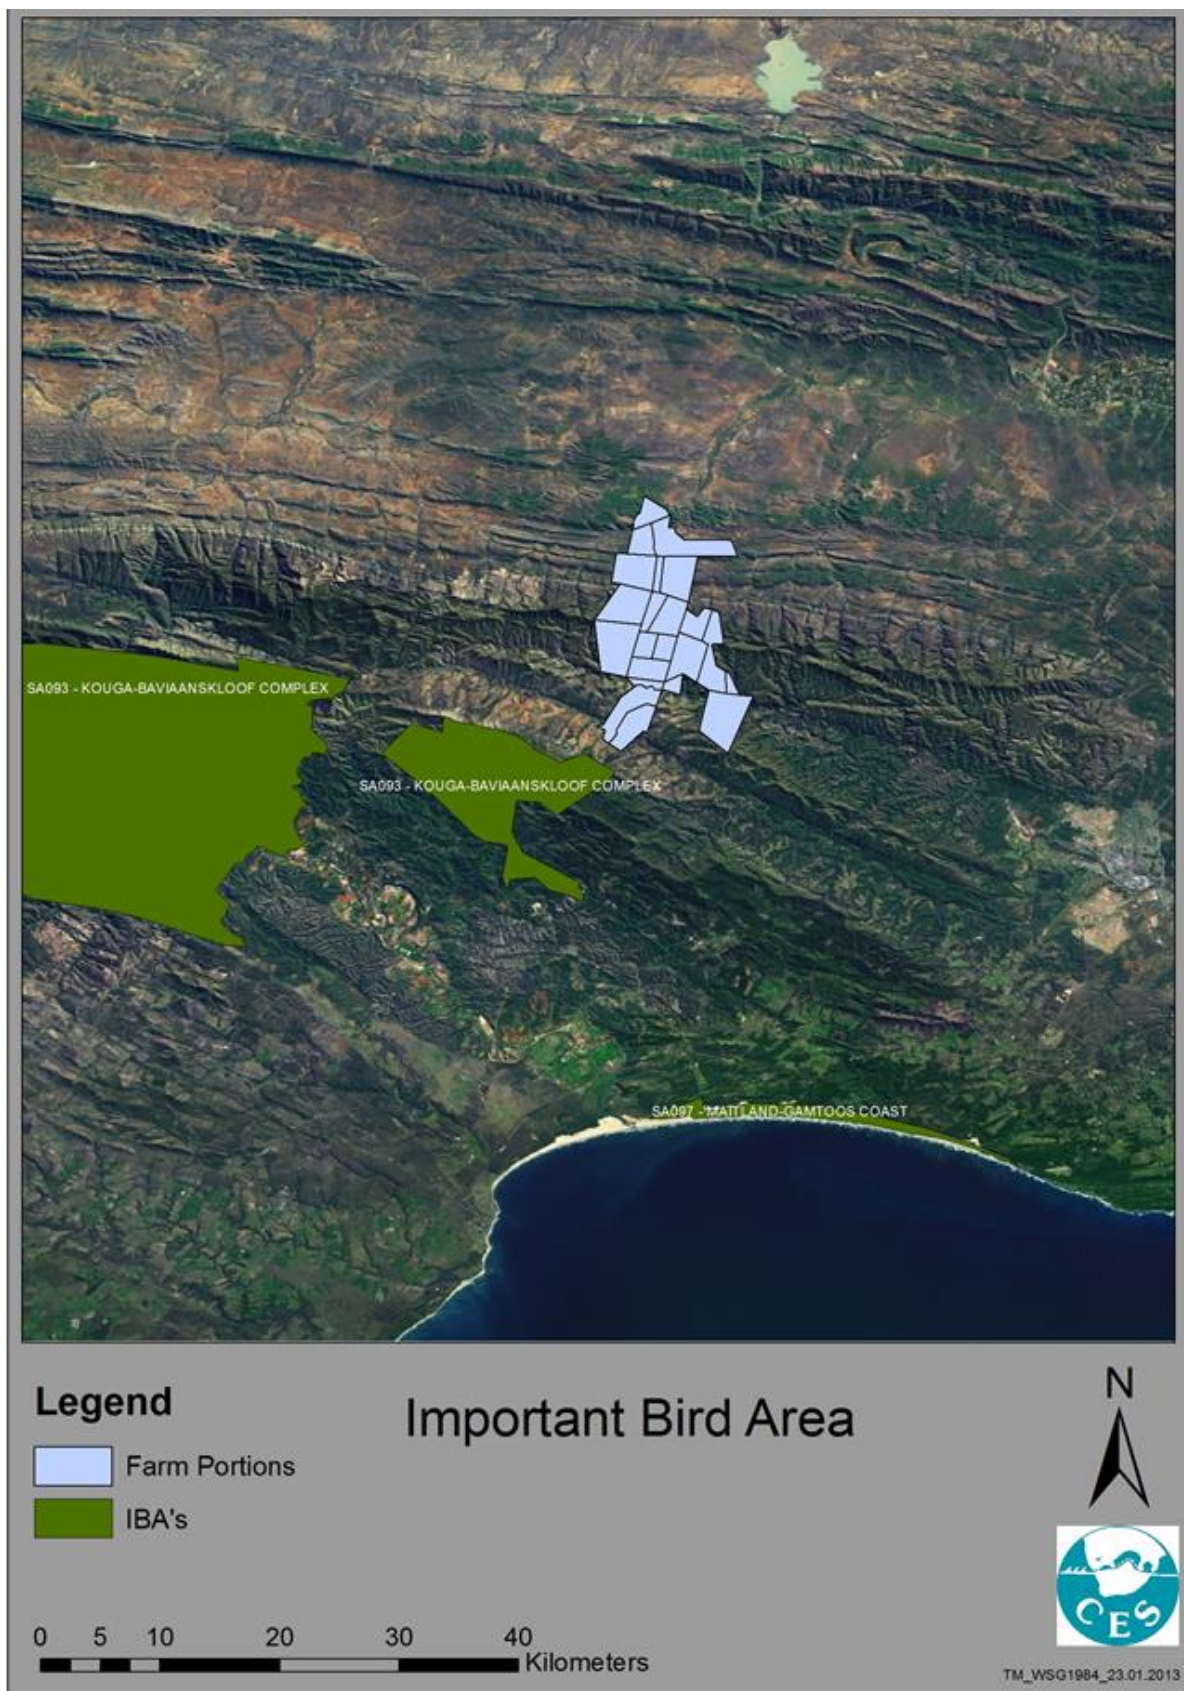 SA093 - KOUGA-BAVIAANSKLOOF COMPLEX
SA093 - KOUGA-BAVIAANSKLOOF COMPLEX
SA097 - MAITLAND-GAMTOOS COAST
Legend
Important Bird Area
N
Farm Portions
IBA's
CES
0 5 10 20 30 40
Kilometers
TM_WSG1984_23.01.2013